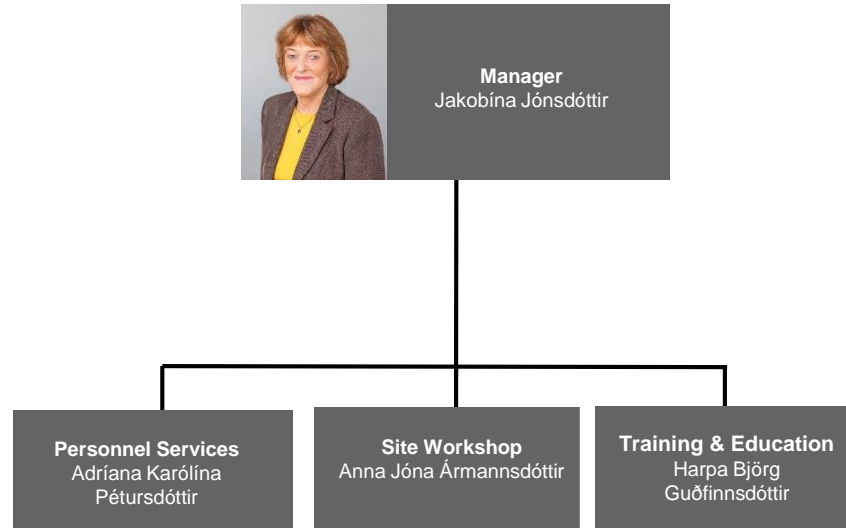 Manager
Jakobína Jónsdóttir
Personnel Services
Adríana Karólína
Pétursdóttir
Site Workshop
Anna Jóna Ármannsdóttir
Training & Education
Harpa Björg
Guðfinnsdóttir